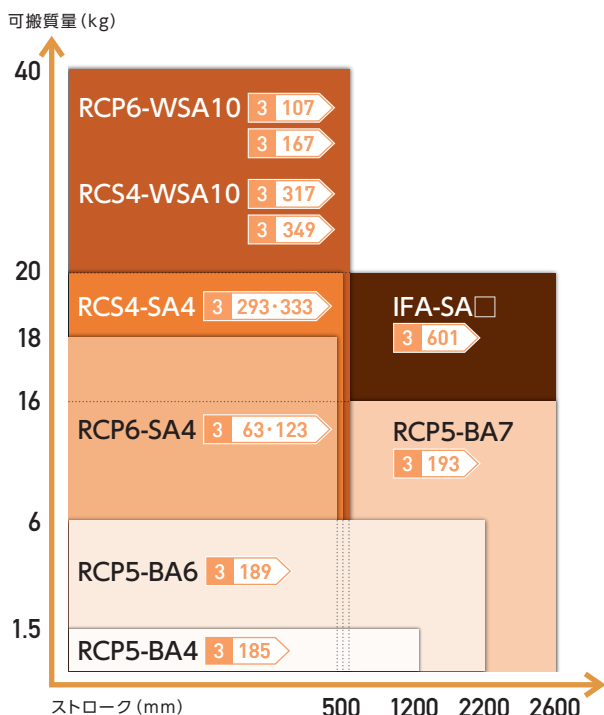 可搬質量(kg)
40
RCP6-WSA10 3 107
3 167
RCS4-WSA10 3 317
3 349
20
RCS4-SA4 3 293・333
IFA-SA□
3 601
18
16
RCP6-SA4 3 63・123
RCP5-BA7
3 193
6
RCP5-BA6 3 189
1.5
RCP5-BA4 3 185
ストローク(mm) 500 1200 2200 2600